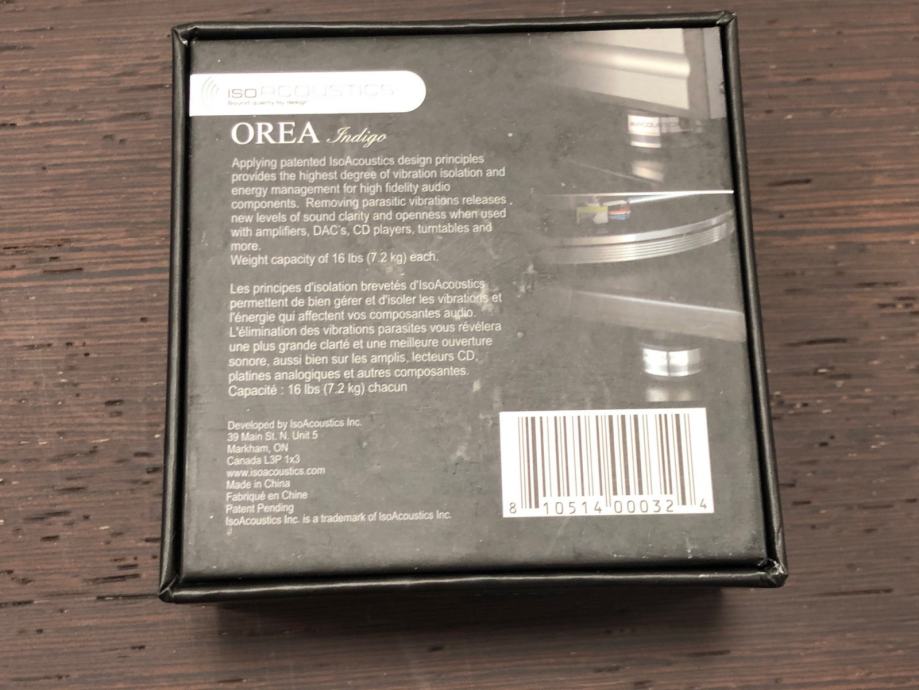 ISOACOUSTICS
Beyond quality by design
OREA Indigo
Applying patented IsoAcoustics design principles
provides the highest degree of vibration isolation and
energy management for high fidelity audio
components. Removing parasitic vibrations releases
new levels of sound clarity and openness when used
with amplifiers, DAC's, CD players, turntables and
more.
Weight capacity of 16 lbs (7.2 kg) each.
Les principes d'isolation brevetés d'IsoAcoustics
permettent de bien gérer et d'isoler les vibrations et
l'énergie qui affectent vos composantes audio.
L'élimination des vibrations parasites vous révélera
une plus grande clarté et une meilleure ouverture
sonore, aussi bien sur les amplis, lecteurs CD,
platines analogiques et autres composantes.
Capacité : 16 lbs (7.2 kg) chacun
Developed by IsoAcoustics Inc.
39 Main St. N. Unit 5
Markham, ON
Canada L3P 1x3
www.isoacoustics.com
Made in China
Fabriqué en Chine
Patent Pending
IsoAcoustics Inc. is a trademark of IsoAcoustics Inc.
8 10514 00032 4